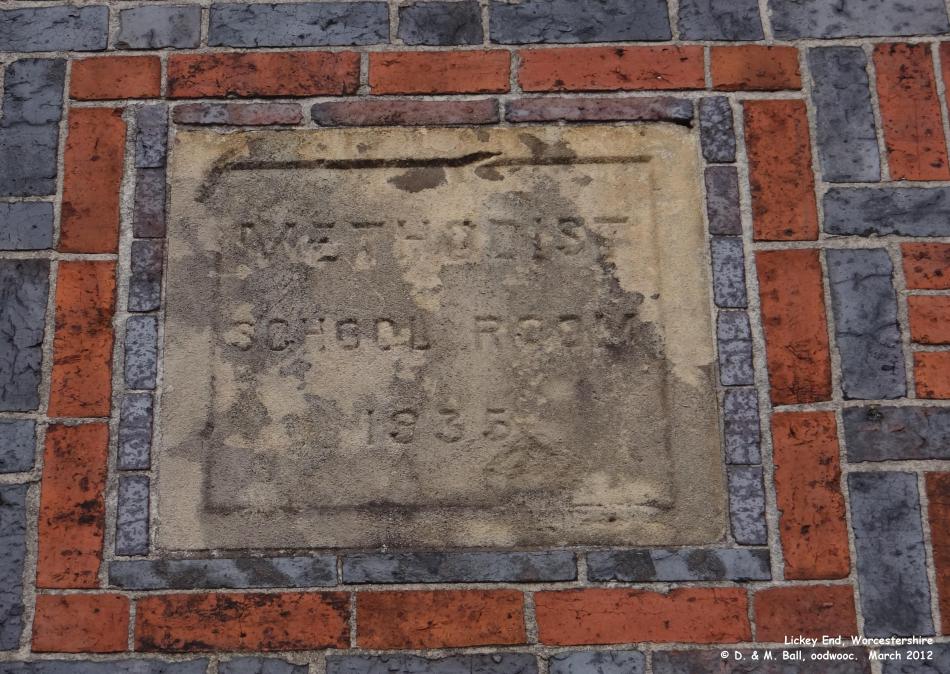 METHODIST
SCHOOL ROOM
1935
Lickey End, Worcestershire
© D. & M. Ball, oodwooc. March 2012